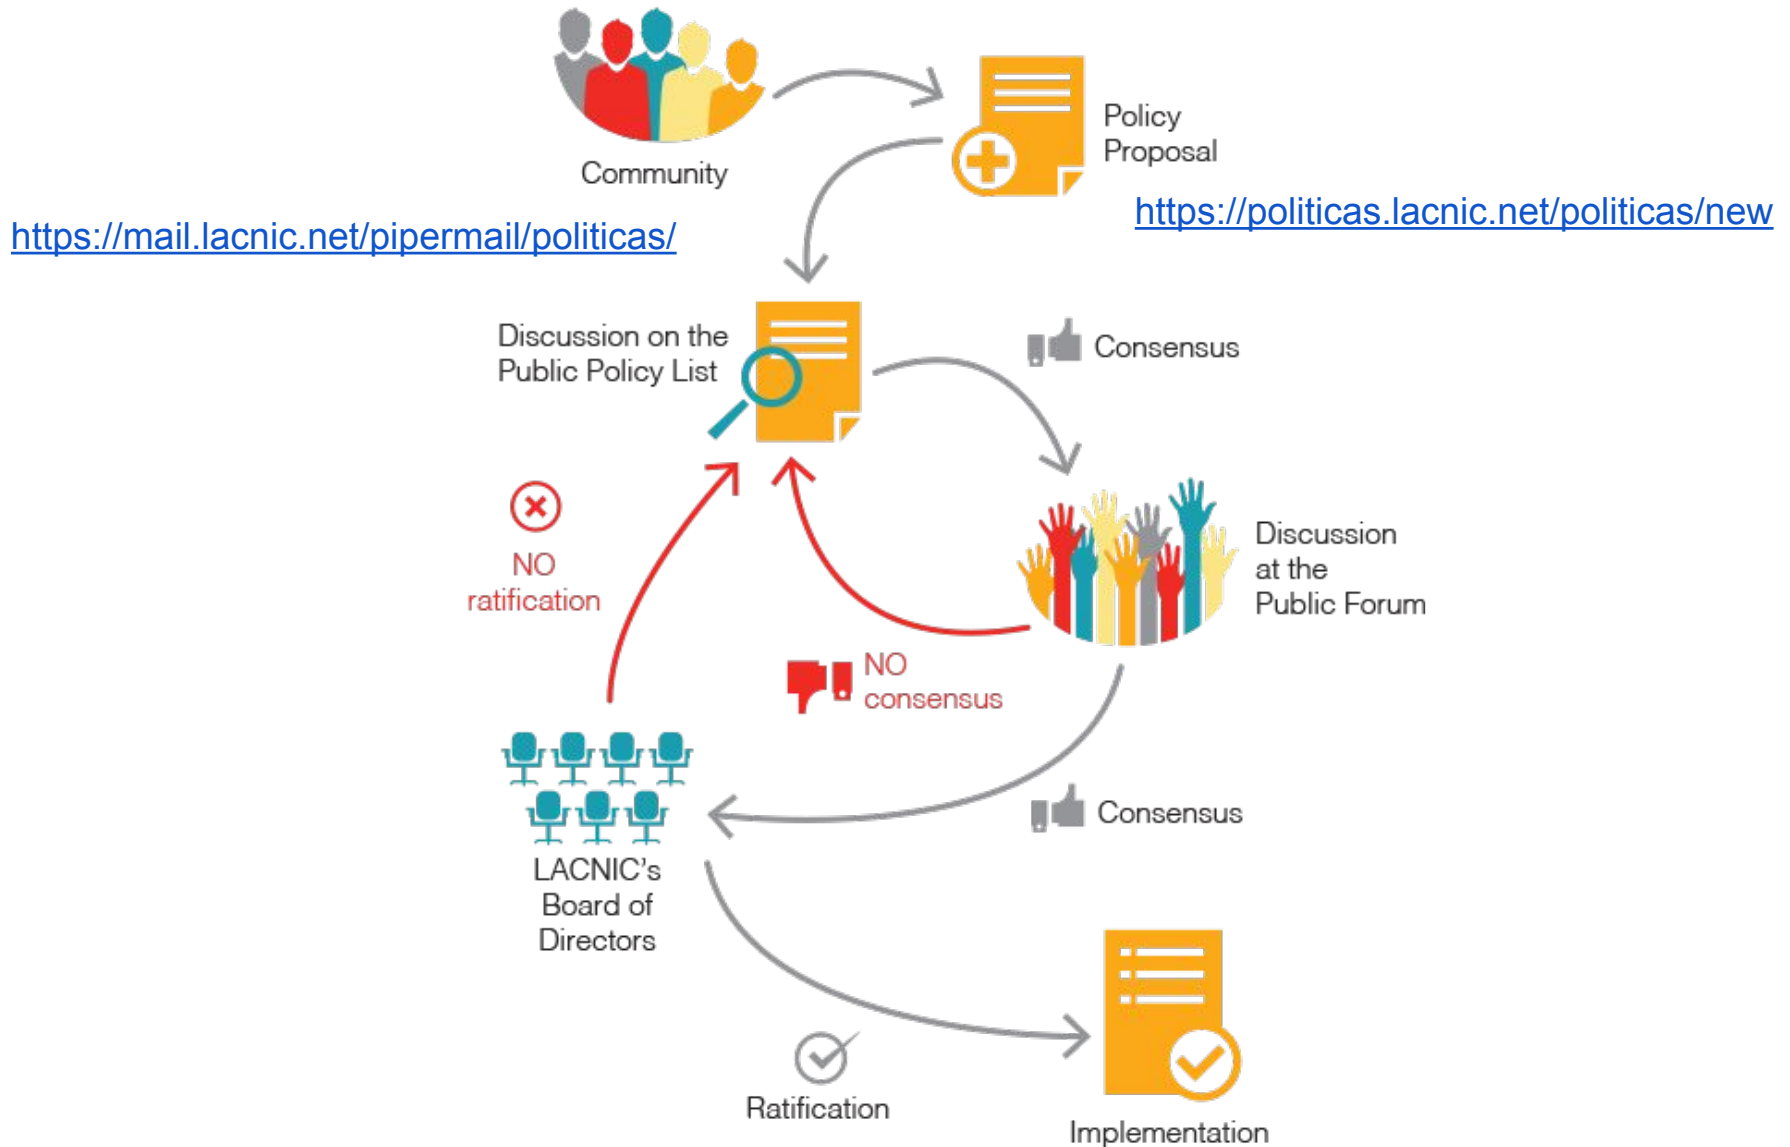 Community
Policy
Proposal
https://mail.lacnic.net/pipermail/politicas/
https://politicas.lacnic.net/politicas/new
Discussion on the
Public Policy List
Consensus
NO
ratification
Discussion
at the
Public Forum
NO
consensus
Consensus
LACNIC's
Board of
Directors
Ratification
Implementation